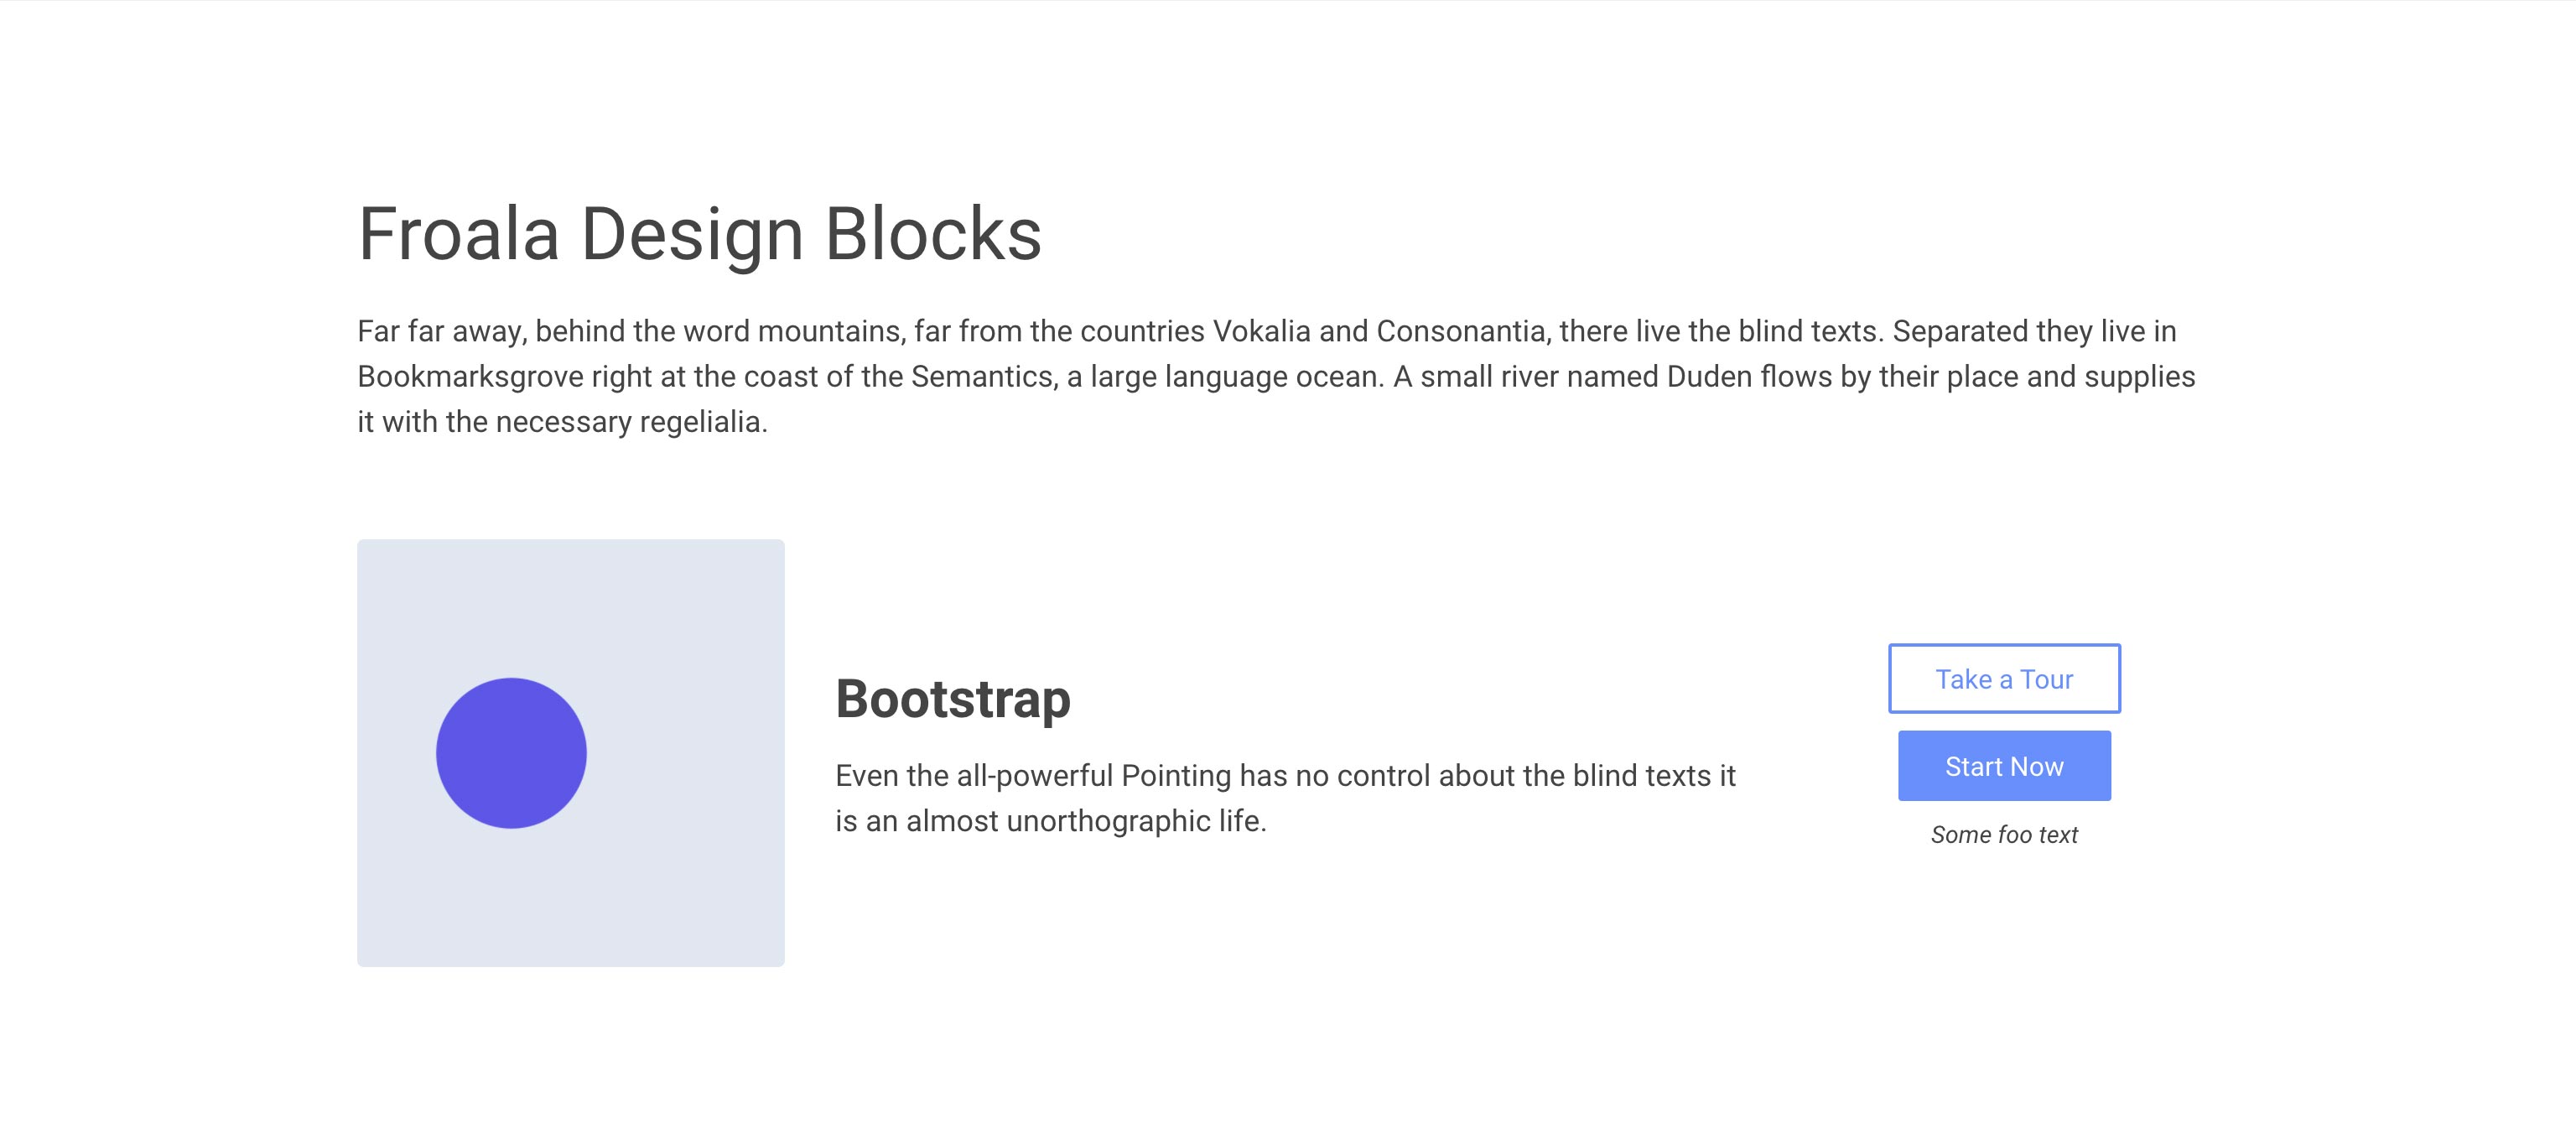 Froala Design Blocks
Far far away, behind the word mountains, far from the countries Vokalia and Consonantia, there live the blind texts. Separated they live in
Bookmarksgrove right at the coast of the Semantics, a large language ocean. A small river named Duden flows by their place and supplies
it with the necessary regelialia.
Bootstrap
Even the all-powerful Pointing has no control about the blind texts it
is an almost unorthographic life.
Take a Tour
Start Now
Some foo text